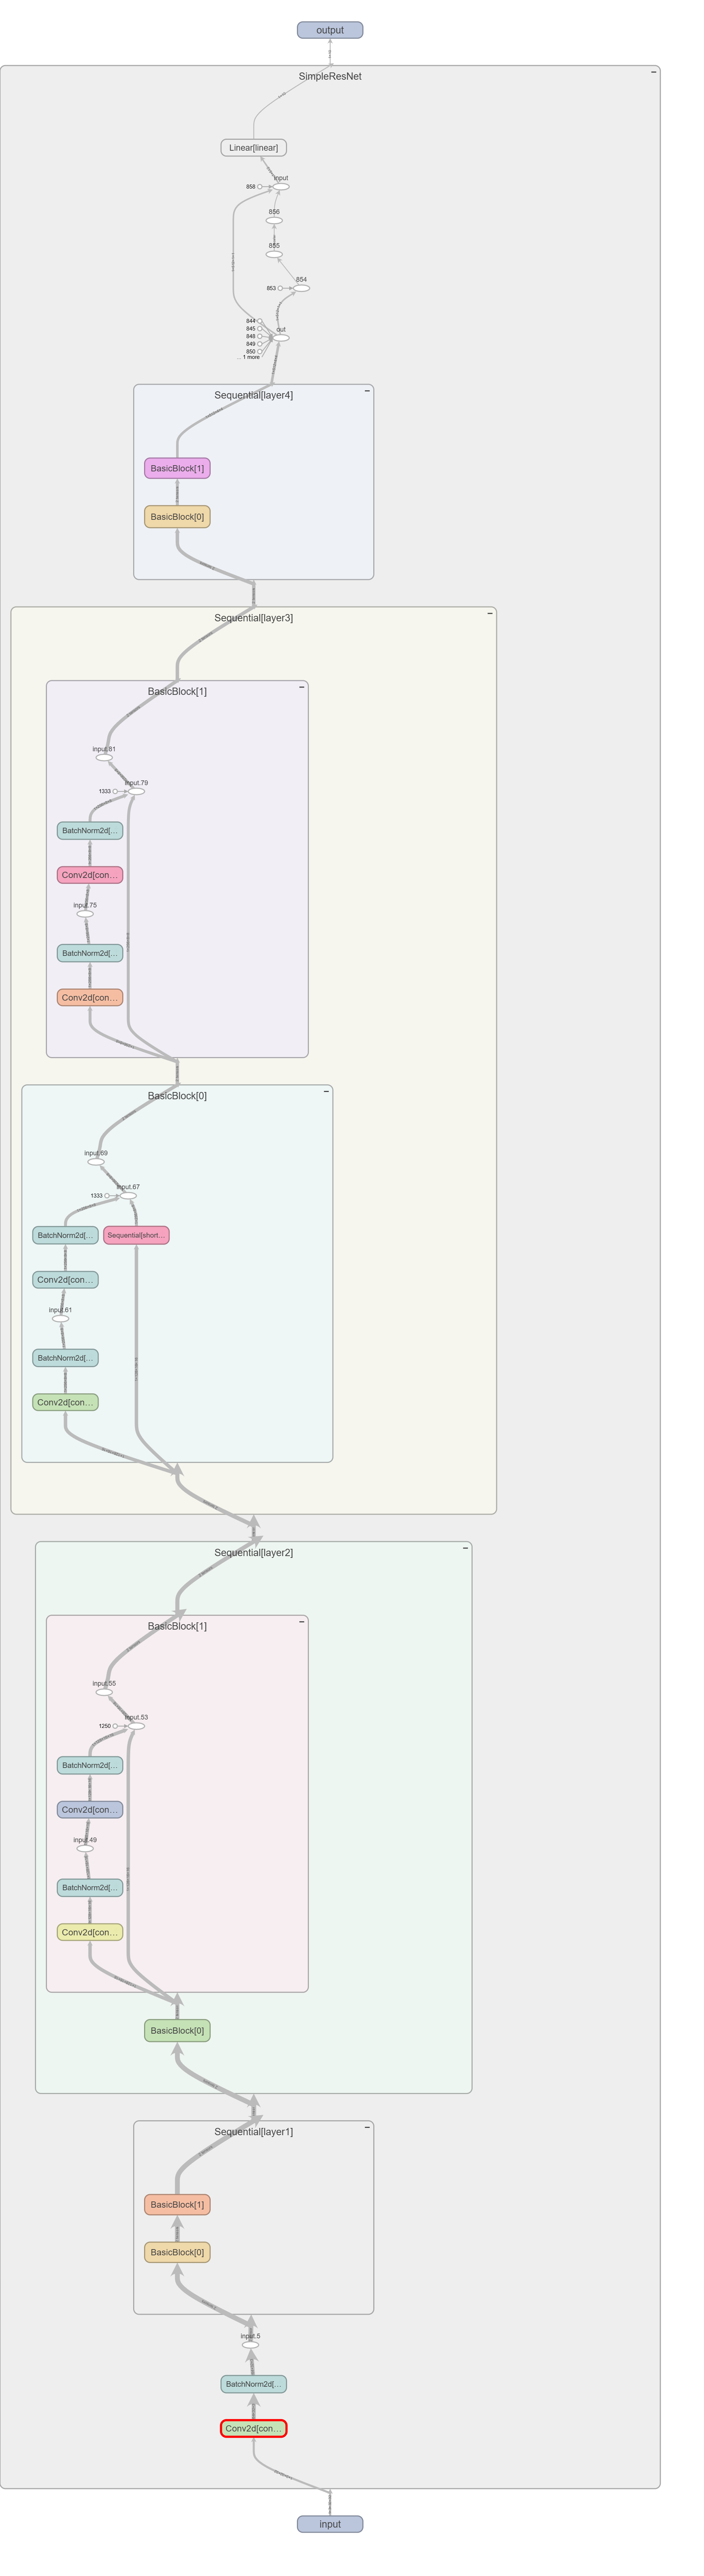 output
SimpleResNet
Linear[linear]
input
858
856
855
854
853
844
out
845
848
849
850
... 1 more
Sequential[layer4]
BasicBlock[1]
BasicBlock[0]
Sequential[layer3]
BasicBlock[1]
input.81
input.79
1333
BatchNorm2d[...
Conv2d[con...
input.75
BatchNorm2d[...
Conv2d[con...
BasicBlock[0]
input.69
input.67
1333
BatchNorm2d[... Sequential[short...
Conv2d[con...
input.61
BatchNorm2d[...
Conv2d[con...
Sequential[layer2]
BasicBlock[1]
input.55
input.53
1250
BatchNorm2d[...
Conv2d[con...
input.49
BatchNorm2d[...
Conv2d[con...
BasicBlock[0]
Sequential[layer1]
BasicBlock[1]
BasicBlock[0]
input.5
BatchNorm2d[...
Conv2d[con...
input